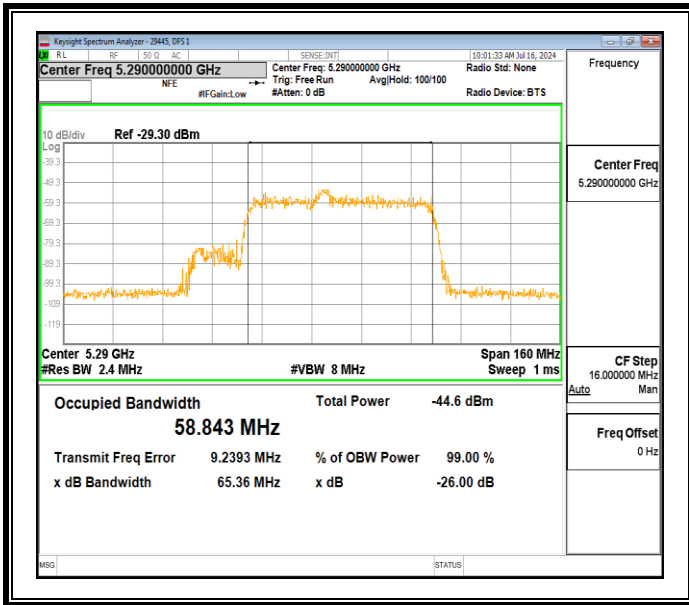 Keysight Spectrum Analyzer - 29445, DFS 1
RL RF 50 Ω AC SENSE:INT 10:01:33 AM Jul 16, 2024
Center Freq 5.290000000 GHz
NFE
#IFGain:Low
Center Freq: 5.290000000 GHz
Trig: Free Run Avg|Hold: 100/100
#Atten: 0 dB
Radio Std: None
Radio Device: BTS
10 dB/div Ref -29.30 dBm
Log
-39.3
-49.3
-59.3
-69.3
-79.3
-89.3
-99.3
-109
-119
Center 5.29 GHz Span 160 MHz
#Res BW 2.4 MHz #VBW 8 MHz Sweep 1 ms
Occupied Bandwidth Total Power -44.6 dBm
58.843 MHz
Transmit Freq Error 9.2393 MHz % of OBW Power 99.00 %
x dB Bandwidth 65.36 MHz x dB -26.00 dB
MSG STATUS
Frequency
Center Freq
5.290000000 GHz
CF Step
16.000000 MHz
Auto Man
Freq Offset
0 Hz